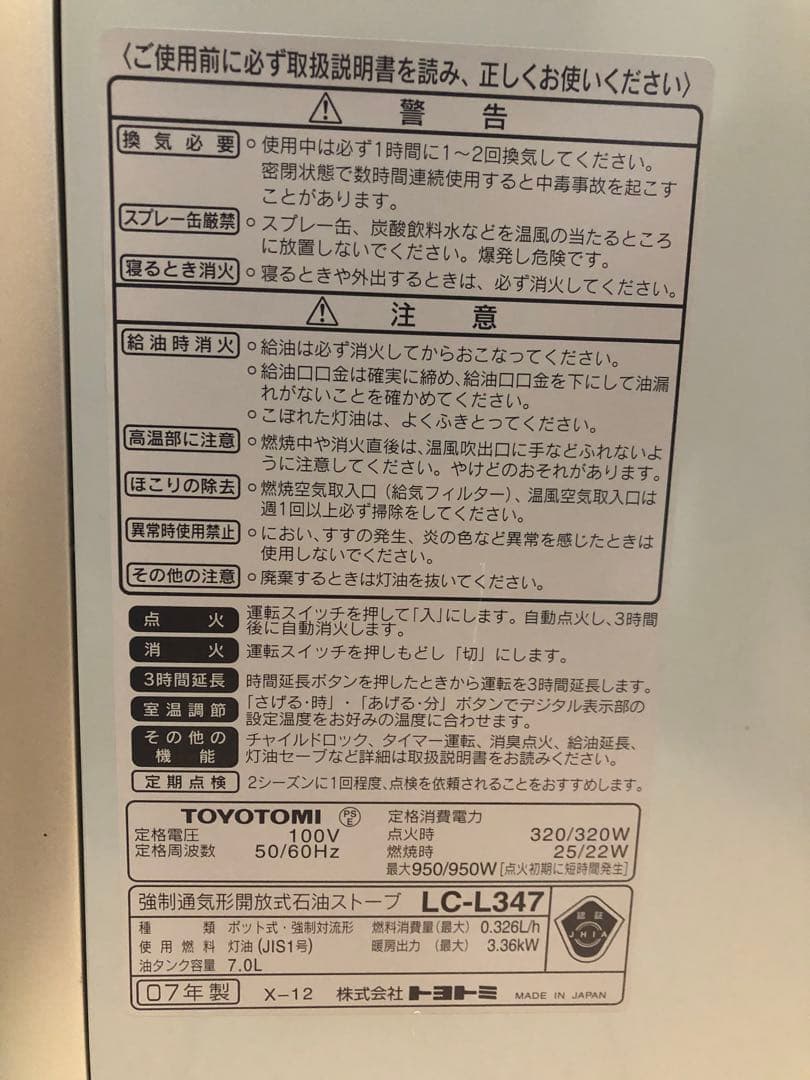 〈ご使用前に必ず取扱説明書を読み、正しくお使いください〉
警告
換気必要 ○使用中は必ず1時間に1〜2回換気してください。
密閉状態で数時間連続使用すると中毒事故を起こす
ことがあります。
スプレー缶厳禁 ○スプレー缶、炭酸飲料水などを温風の当たるところ
に放置しないでください。爆発し危険です。
寝るとき消火 ○寝るときや外出するときは、必ず消火してください。
注意
給油時消火 ○給油は必ず消火してからおこなってください。
○給油口口金は確実に締め、給油口口金を下にして油漏
れがないことを確かめてください。
○こぼれた灯油は、よくふきとってください。
高温部に注意 ○燃焼中や消火直後は、温風吹出口に手などふれないよ
うに注意してください。やけどのおそれがあります。
ほこりの除去 ○燃焼空気取入口（給気フィルター）、温風空気取入口は
週1回以上必ず掃除をしてください。
異常時使用禁止 ○におい、すすの発生、炎の色など異常を感じたときは
使用しないでください。
その他の注意 ○廃棄するときは灯油を抜いてください。
点火 運転スイッチを押して「入」にします。自動点火し、3時間
後に自動消火します。
消火 運転スイッチを押しもどし「切」にします。
3時間延長 時間延長ボタンを押したときから運転を3時間延長します。
室温調節 「さげる・時」・「あげる・分」ボタンでデジタル表示部の
設定温度をお好みの温度に合わせます。
その他の機能 チャイルドロック、タイマー運転、消臭点火、給油延長、
灯油セーブなど詳細は取扱説明書をお読みください。
定期点検 2シーズンに1回程度、点検を依頼されることをおすすめします。
TOYOTOMI PSE 定格消費電力
定格電圧 100V 点火時 320/320W
定格周波数 50/60Hz 燃焼時 25/22W
最大950/950W［点火初期に短時間発生］
強制通気形開放式石油ストーブ LC-L347
種類 ポット式・強制対流形 燃料消費量（最大） 0.326L/h
使用燃料 灯油（JIS1号） 暖房出力（最大） 3.36kW
油タンク容量 7.0L
認証
JHIA
07年製 X-12 株式会社トヨトミ MADE IN JAPAN